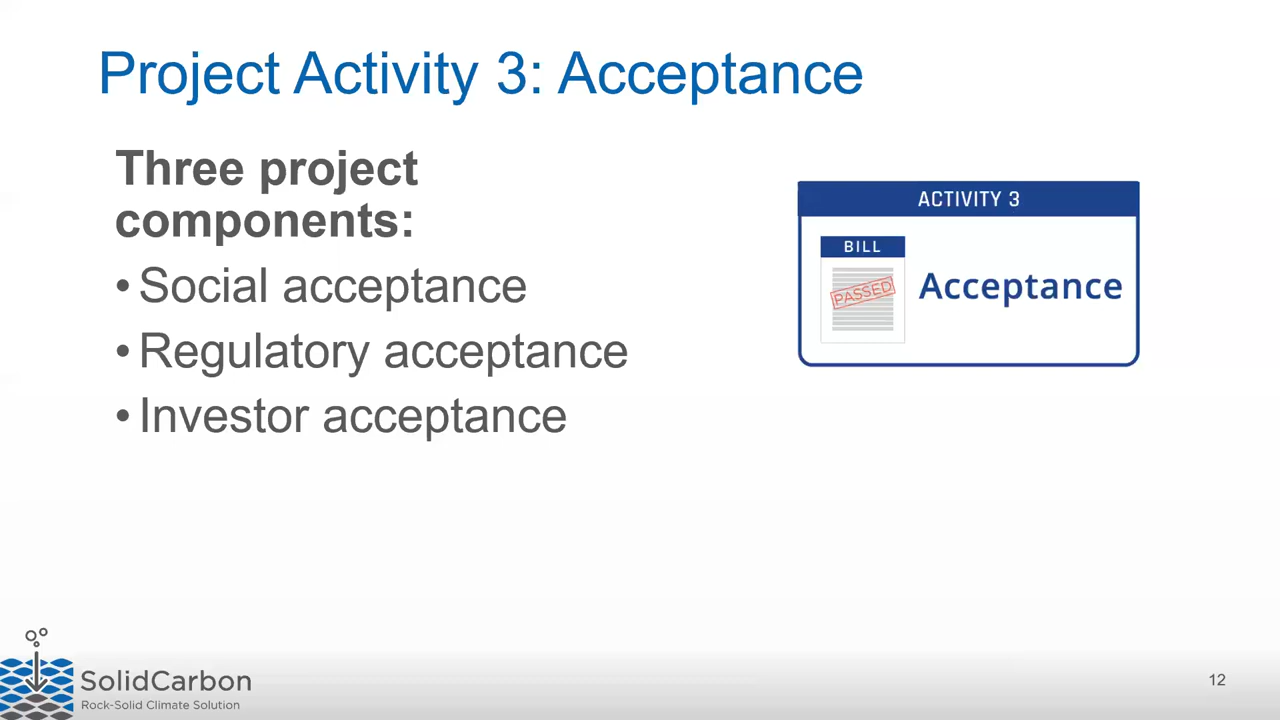 Project Activity 3: Acceptance
Three project
components:
• Social acceptance
• Regulatory acceptance
• Investor acceptance
ACTIVITY 3
BILL
PASSED
Acceptance
SolidCarbon
Rock-Solid Climate Solution
12